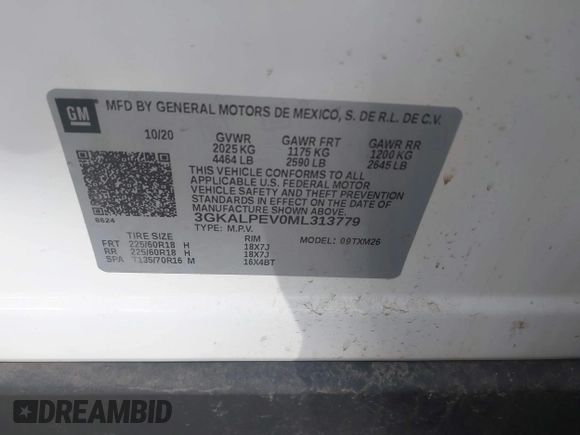 GM
MFD BY GENERAL MOTORS DE MEXICO, S. DE R.L. DE C.V.
10/20 GVWR GAWR FRT GAWR RR
2025 KG 1175 KG 1200 KG
4464 LB 2590 LB 2645 LB
THIS VEHICLE CONFORMS TO ALL
APPLICABLE U.S. FEDERAL MOTOR
VEHICLE SAFETY AND THEFT PREVENTION
STANDARDS IN EFFECT ON THE DATE OF
MANUFACTURE SHOWN ABOVE.
9624 3GKALPEV0ML313779
TYPE: M.P.V. MODEL: 09TXM26
TIRE SIZE RIM
FRT 225/60R18 H 18X7J
RR 225/60R18 H 18X7J
SPA T135/70R16 M 16X4BT
DREAMBID